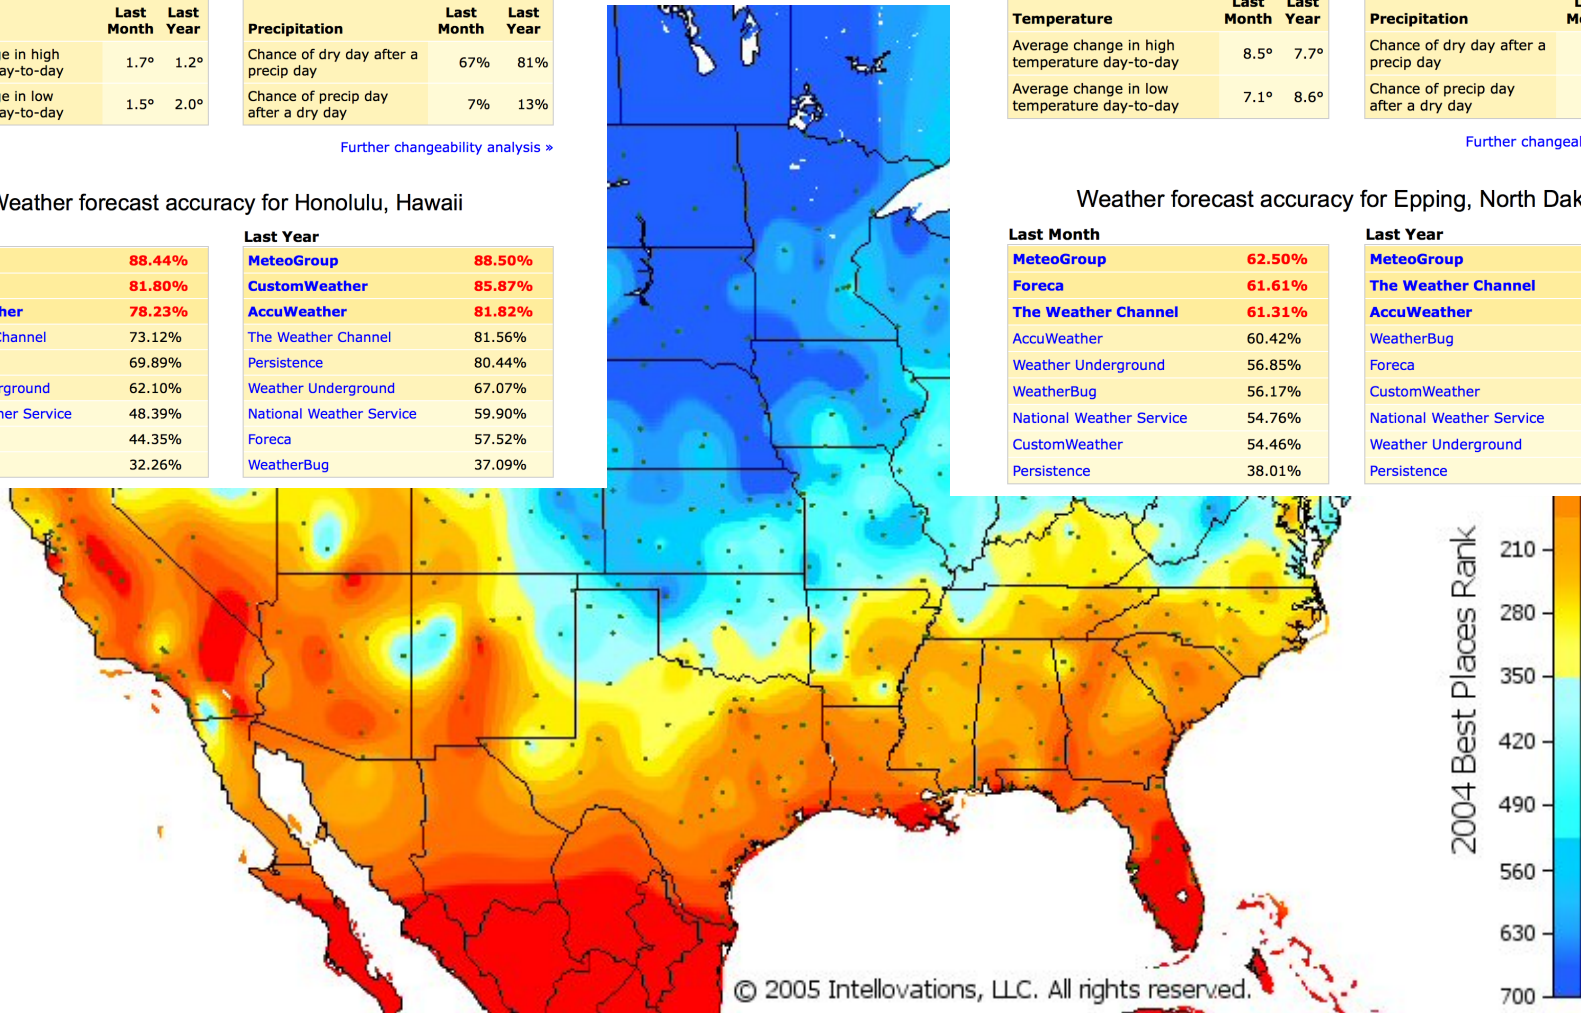 Last Last
Month Year
e in high
ay-to-day
1.7° 1.2°
e in low
ay-to-day
1.5° 2.0°
Precipitation
Last Last
Month Year
Chance of dry day after a
precip day
67% 81%
Chance of precip day
after a dry day
7% 13%
Further changeability analysis »
Weather forecast accuracy for Honolulu, Hawaii
88.44%
81.80%
her 78.23%
hannel 73.12%
69.89%
rground 62.10%
er Service 48.39%
44.35%
32.26%
Last Year
MeteoGroup 88.50%
CustomWeather 85.87%
AccuWeather 81.82%
The Weather Channel 81.56%
Persistence 80.44%
Weather Underground 67.07%
National Weather Service 59.90%
Foreca 57.52%
WeatherBug 37.09%
Temperature
Last Last
Month Year
Average change in high
temperature day-to-day
8.5° 7.7°
Average change in low
temperature day-to-day
7.1° 8.6°
Precipitation
Chance of dry day after a
precip day
Chance of precip day
after a dry day
Further changeab
Weather forecast accuracy for Epping, North Dak
Last Month
MeteoGroup 62.50%
Foreca 61.61%
The Weather Channel 61.31%
AccuWeather 60.42%
Weather Underground 56.85%
WeatherBug 56.17%
National Weather Service 54.76%
CustomWeather 54.46%
Persistence 38.01%
Last Year
MeteoGroup
The Weather Channel
AccuWeather
WeatherBug
Foreca
CustomWeather
National Weather Service
Weather Underground
Persistence
2004 Best Places Rank
210
280
350
420
490
560
630
700
© 2005 Intellovations, LLC. All rights reserved.